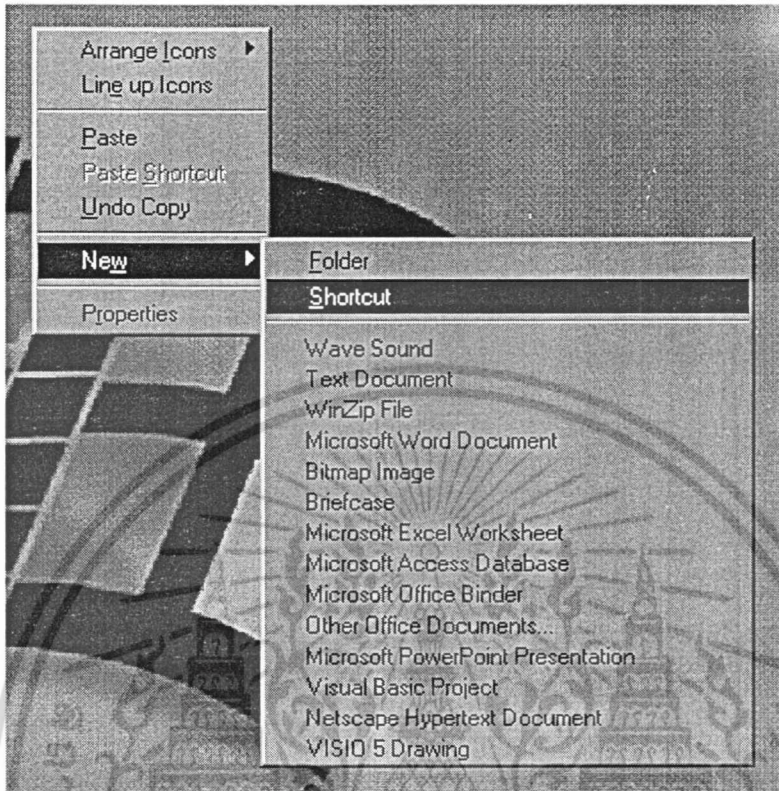 Arrange Icons
Line up Icons
Paste
Paste Shortcut
Undo Copy
New
Properties
Folder
Shortcut
Wave Sound
Text Document
WinZip File
Microsoft Word Document
Bitmap Image
Briefcase
Microsoft Excel Worksheet
Microsoft Access Database
Microsoft Office Binder
Other Office Documents...
Microsoft PowerPoint Presentation
Visual Basic Project
Netscape Hypertext Document
VISIO 5 Drawing